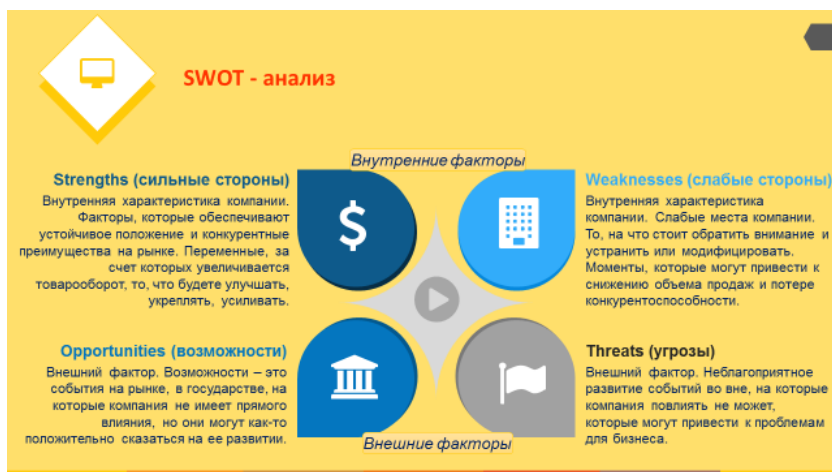 SWOT - анализ
Внутренние факторы
Strengths (сильные стороны)
Внутренняя характеристика компании.
Факторы, которые обеспечивают
устойчивое положение и конкурентные
преимущества на рынке. Переменные, за
счет которых увеличивается
товарооборот, то, что будете улучшать,
укреплять, усиливать.
Weaknesses (слабые стороны)
Внутренняя характеристика
компании. Слабые места компании.
То, на что стоит обратить внимание и
устранить или модифицировать.
Моменты, которые могут привести к
снижению объема продаж и потере
конкурентоспособности.
Opportunities (возможности)
Внешний фактор. Возможности – это
события на рынке, в государстве, на
которые компания не имеет прямого
влияния, но они могут как-то
положительно сказаться на ее развитии.
Threats (угрозы)
Внешний фактор. Неблагоприятное
развитие событий во вне, на которые
компания повлиять не может,
которые могут привести к проблемам
для бизнеса.
Внешние факторы